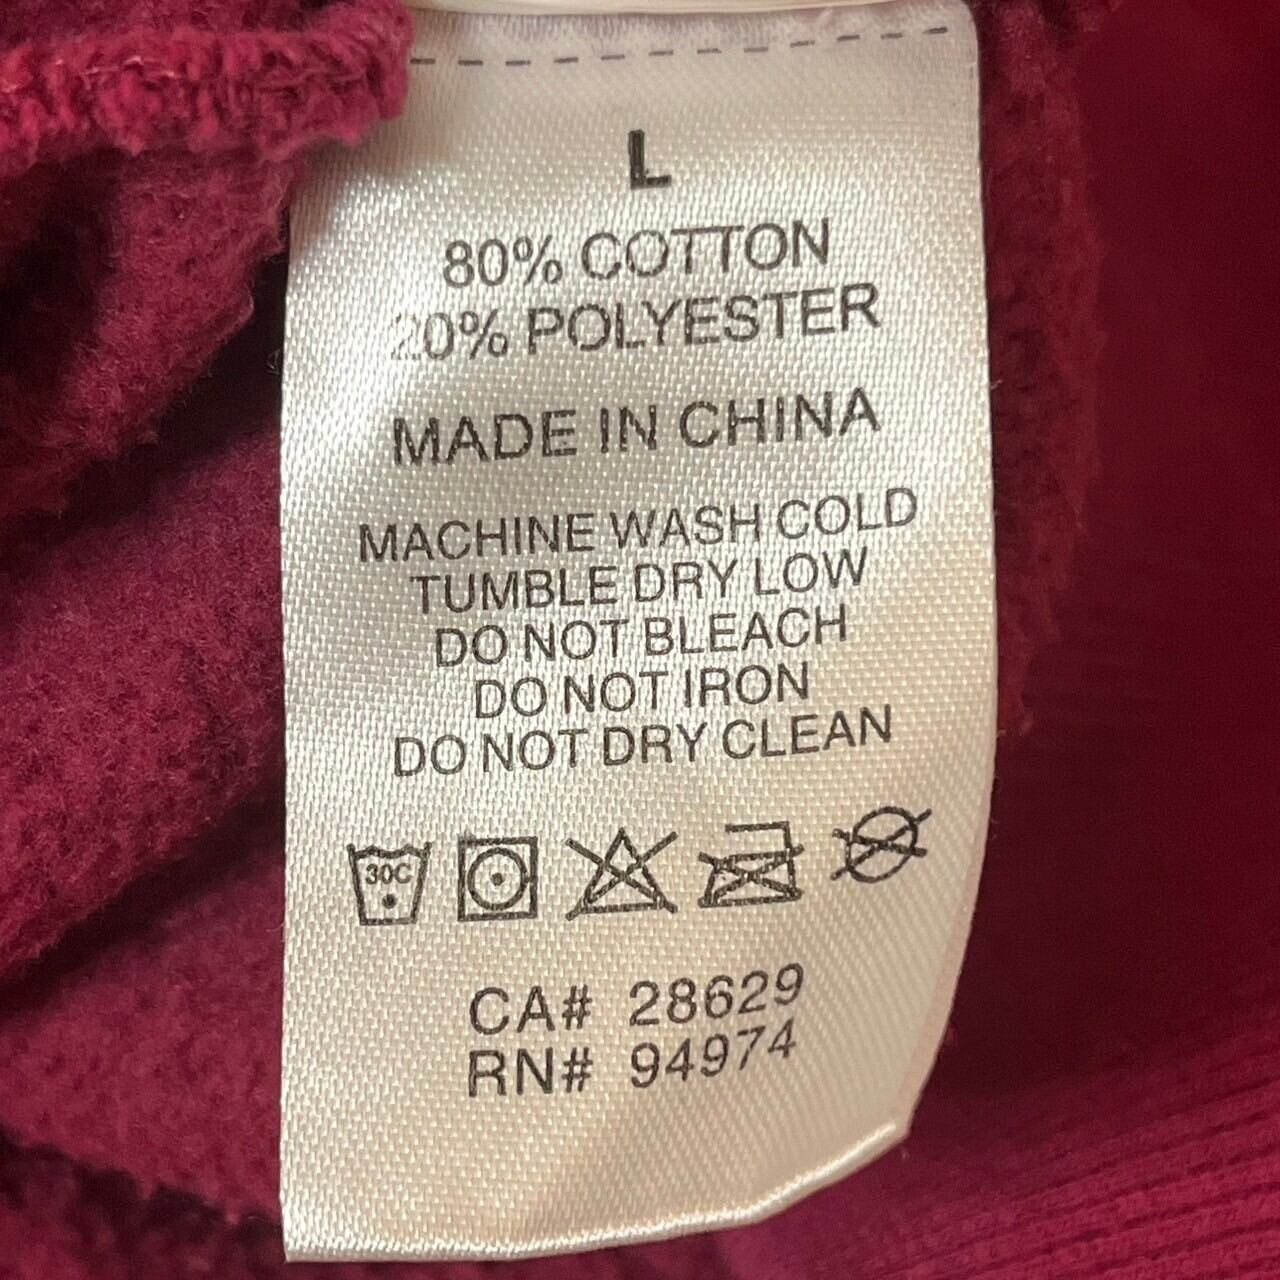 L
80% COTTON
20% POLYESTER
MADE IN CHINA
MACHINE WASH COLD
TUMBLE DRY LOW
DO NOT BLEACH
DO NOT IRON
DO NOT DRY CLEAN
30C
CA# 28629
RN# 94974